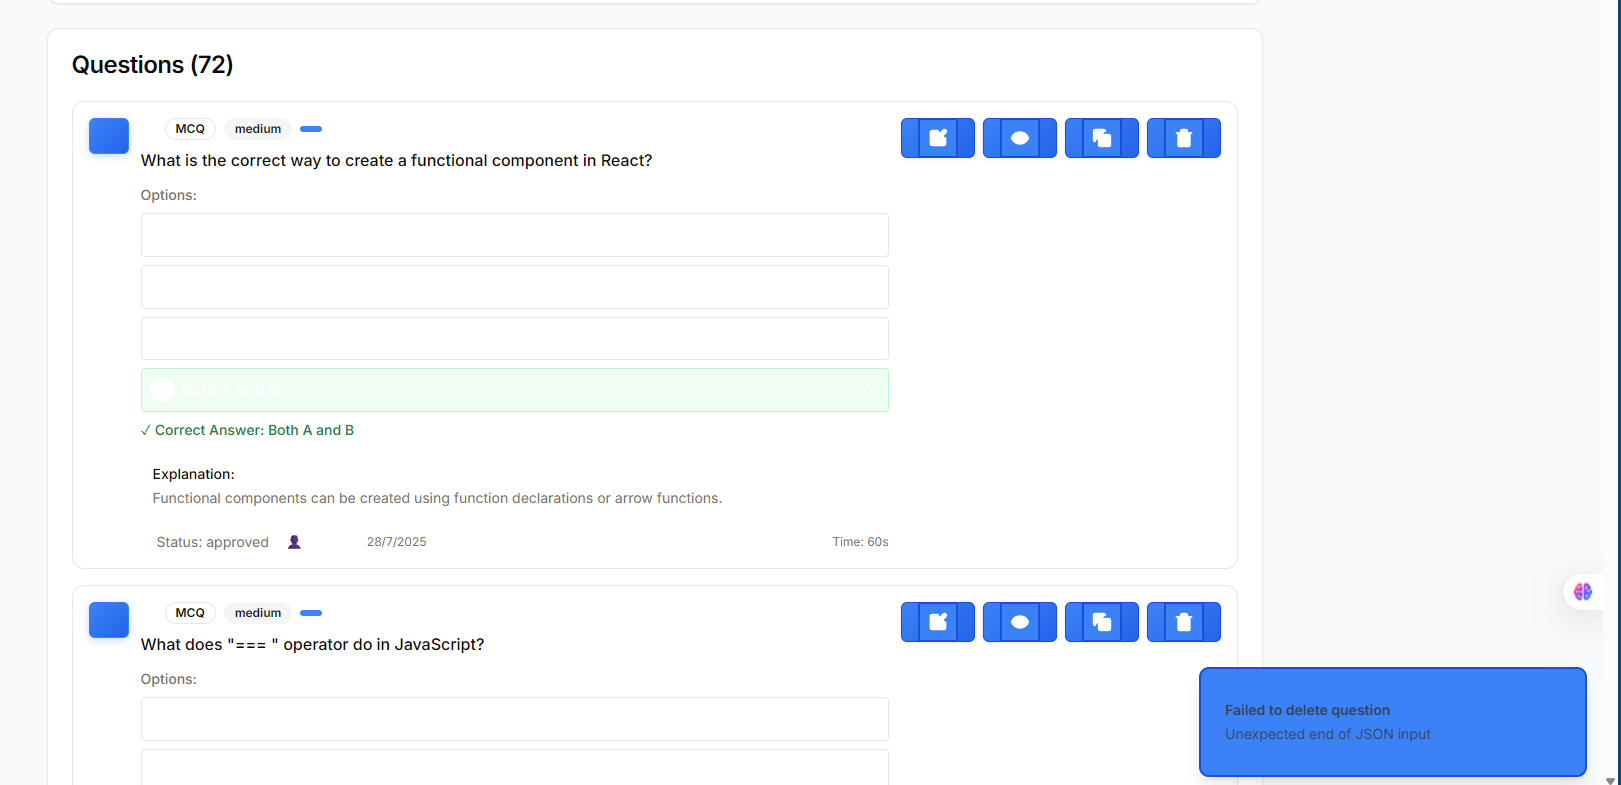 Questions (72)
MCQ medium
What is the correct way to create a functional component in React?
Options:
Both A and B
✓ Correct Answer: Both A and B
Explanation:
Functional components can be created using function declarations or arrow functions.
Status: approved 28/7/2025 Time: 60s
MCQ medium
What does "=== " operator do in JavaScript?
Options:
Failed to delete question
Unexpected end of JSON input